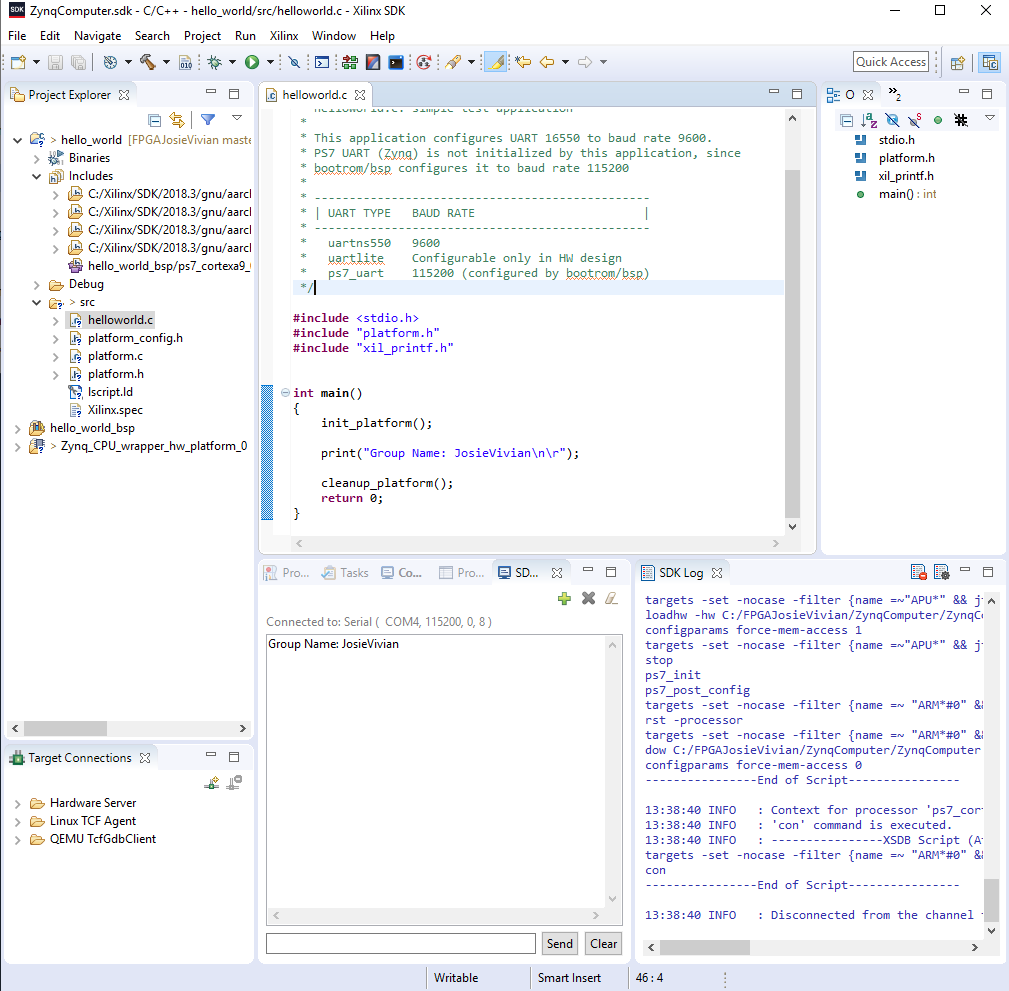 ZynqComputer.sdk - C/C++ - hello_world/src/helloworld.c - Xilinx SDK
File Edit Navigate Search Project Run Xilinx Window Help
Quick Access
Project Explorer
hello_world [FPGAJosieVivian maste
Binaries
Includes
C:/Xilinx/SDK/2018.3/gnu/aarcl
C:/Xilinx/SDK/2018.3/gnu/aarcl
C:/Xilinx/SDK/2018.3/gnu/aarcl
C:/Xilinx/SDK/2018.3/gnu/aarcl
hello_world_bsp/ps7_cortexa9_
Debug
> src
helloworld.c
platform_config.h
platform.c
platform.h
lscript.ld
Xilinx.spec
hello_world_bsp
> Zynq_CPU_wrapper_hw_platform_0
Target Connections
Hardware Server
Linux TCF Agent
QEMU TcfGdbClient
helloworld.c
* helloworld.c: simple test application
*
* This application configures UART 16550 to baud rate 9600.
* PS7 UART (Zynq) is not initialized by this application, since
* bootrom/bsp configures it to baud rate 115200
*
* ------------------------------------------------
* | UART TYPE   BAUD RATE                        |
* ------------------------------------------------
*   uartns550   9600
*   uartlite    Configurable only in HW design
*   ps7_uart    115200 (configured by bootrom/bsp)
*/
#include <stdio.h>
#include "platform.h"
#include "xil_printf.h"
int main()
{
init_platform();
print("Group Name: JosieVivian\n\r");
cleanup_platform();
return 0;
}
O »2
stdio.h
platform.h
xil_printf.h
main() : int
Pro... Tasks Co... Pro... SD...
Connected to: Serial ( COM4, 115200, 0, 8 )
Group Name: JosieVivian
Send Clear
SDK Log
targets -set -nocase -filter {name =~"APU*" && jt
loadhw -hw C:/FPGAJosieVivian/ZynqComputer/ZynqCo
configparams force-mem-access 1
targets -set -nocase -filter {name =~"APU*" && jt
stop
ps7_init
ps7_post_config
targets -set -nocase -filter {name =~ "ARM*#0" &&
rst -processor
targets -set -nocase -filter {name =~ "ARM*#0" &&
dow C:/FPGAJosieVivian/ZynqComputer/ZynqComputer
configparams force-mem-access 0
----------------End of Script----------------
13:38:40 INFO   : Context for processor 'ps7_cor
13:38:40 INFO   : 'con' command is executed.
13:38:40 INFO   : ----------------XSDB Script (A
targets -set -nocase -filter {name =~ "ARM*#0" &&
con
----------------End of Script----------------
13:38:40 INFO   : Disconnected from the channel
Writable Smart Insert 46 : 4